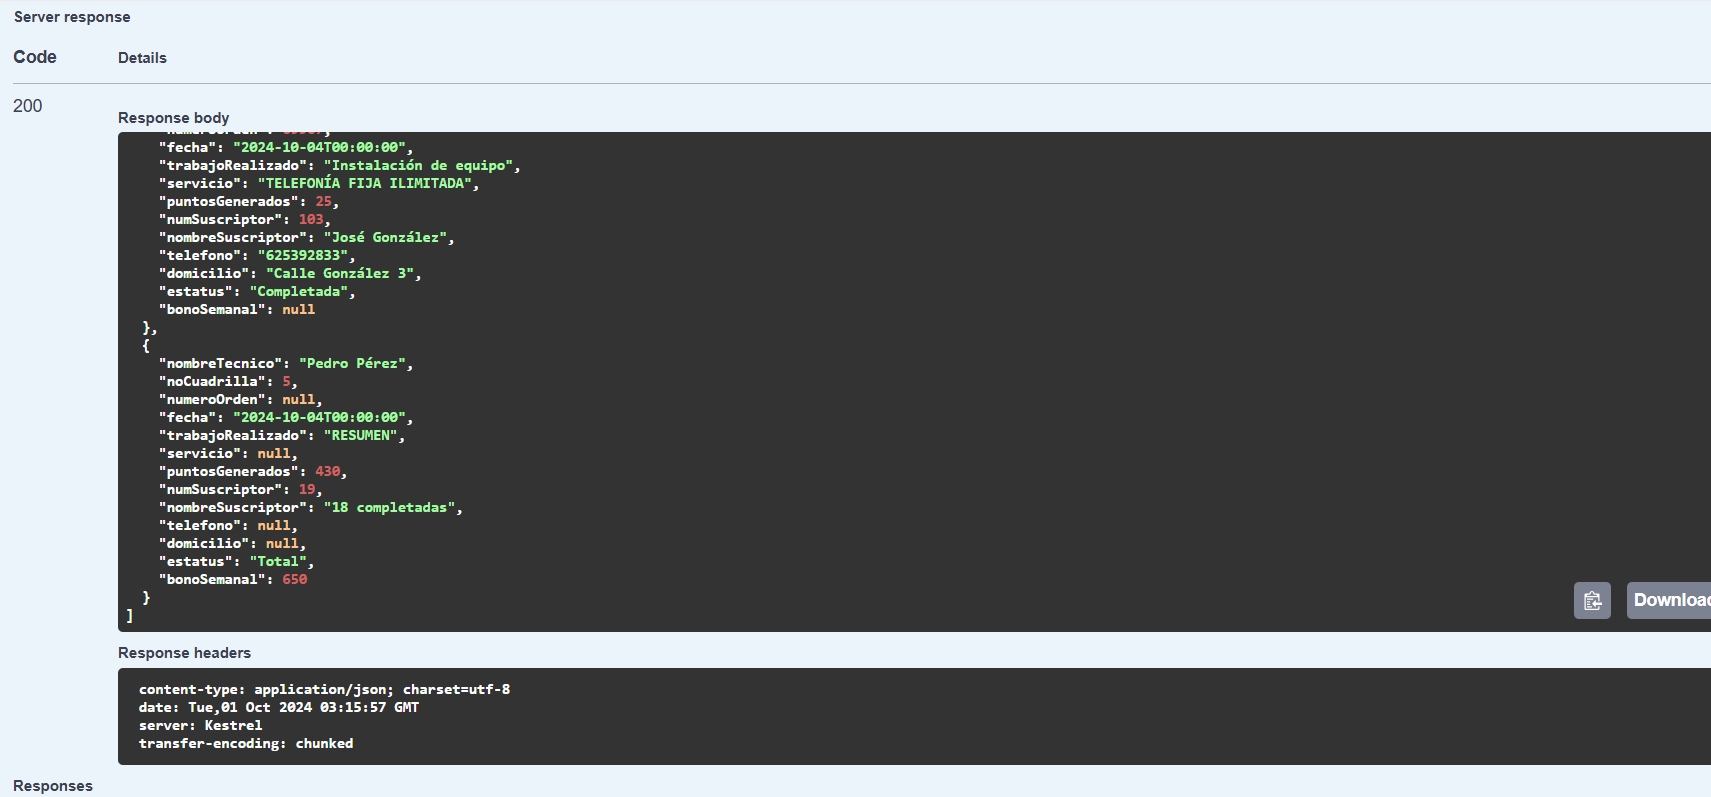 Server response
Code Details
200
Response body
"fecha": "2024-10-04T00:00:00",
"trabajoRealizado": "Instalación de equipo",
"servicio": "TELEFONÍA FIJA ILIMITADA",
"puntosGenerados": 25,
"numSuscriptor": 103,
"nombreSuscriptor": "José González",
"telefono": "625392833",
"domicilio": "Calle González 3",
"estatus": "Completada",
"bonoSemanal": null
},
{
"nombreTecnico": "Pedro Pérez",
"noCuadrilla": 5,
"numeroOrden": null,
"fecha": "2024-10-04T00:00:00",
"trabajoRealizado": "RESUMEN",
"servicio": null,
"puntosGenerados": 430,
"numSuscriptor": 19,
"nombreSuscriptor": "18 completadas",
"telefono": null,
"domicilio": null,
"estatus": "Total",
"bonoSemanal": 650
}
]
Download
Response headers
content-type: application/json; charset=utf-8
date: Tue,01 Oct 2024 03:15:57 GMT
server: Kestrel
transfer-encoding: chunked
Responses